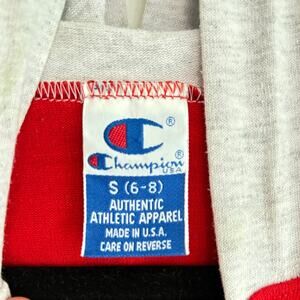 ®
Champion®
USA
S (6-8)
AUTHENTIC
ATHLETIC APPAREL
MADE IN U.S.A.
CARE ON REVERSE